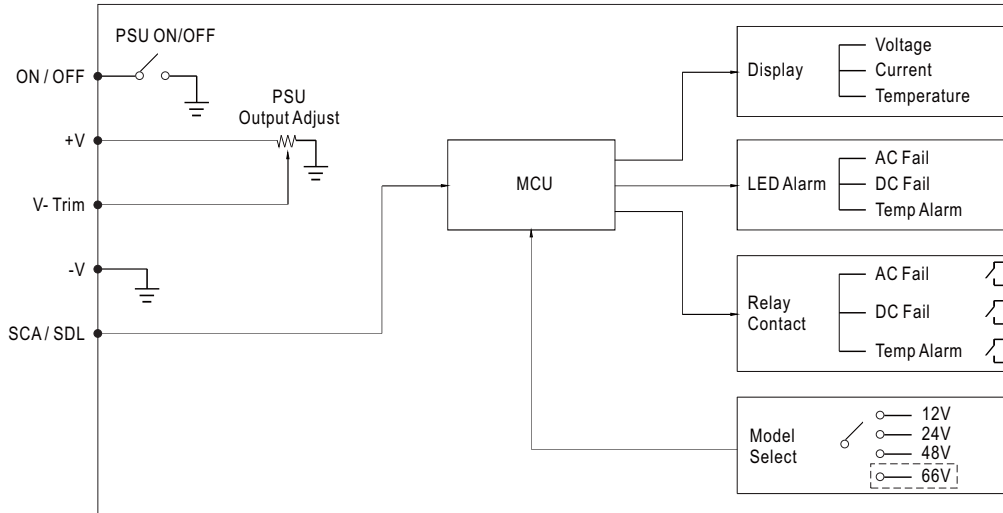 PSU ON/OFF
ON / OFF
PSU
Output Adjust
+V
V- Trim
-V
SCA / SDL
MCU
Display
Voltage
Current
Temperature
LED Alarm
AC Fail
DC Fail
Temp Alarm
Relay
Contact
AC Fail
DC Fail
Temp Alarm
Model
Select
12V
24V
48V
66V